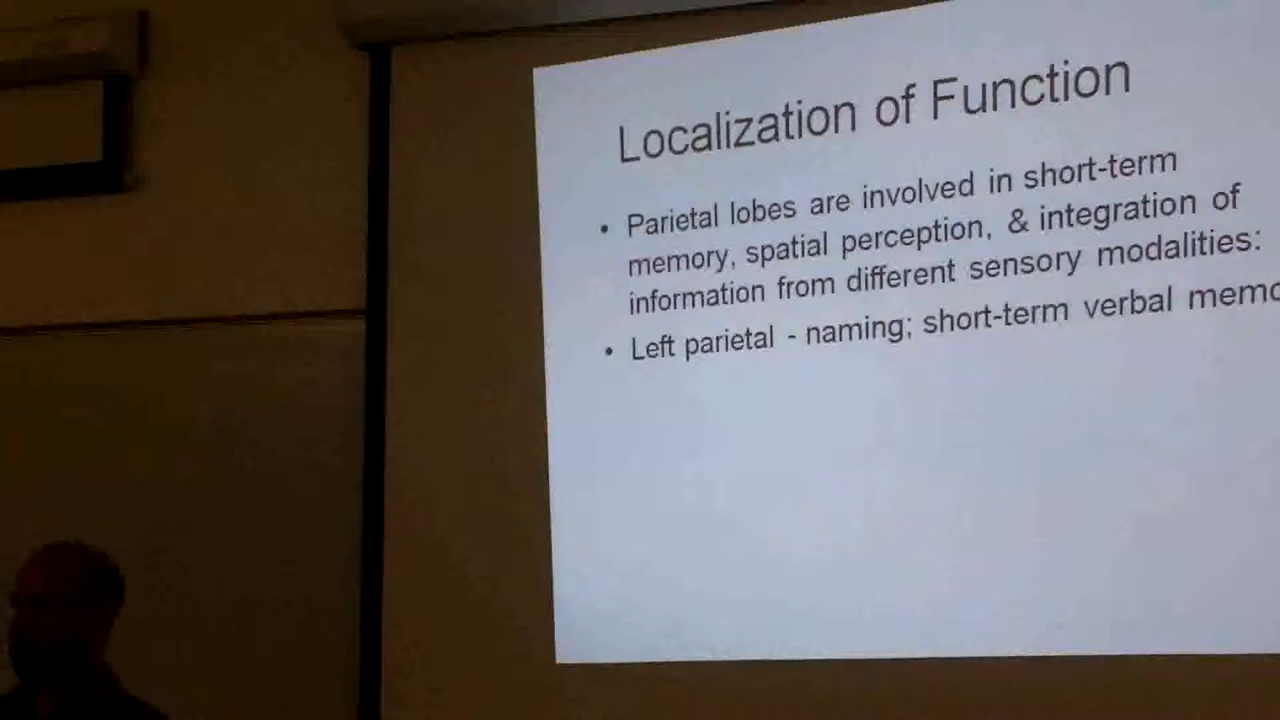 Localization of Function
• Parietal lobes are involved in short-term
memory, spatial perception, & integration of
information from different sensory modalities:
• Left parietal - naming; short-term verbal